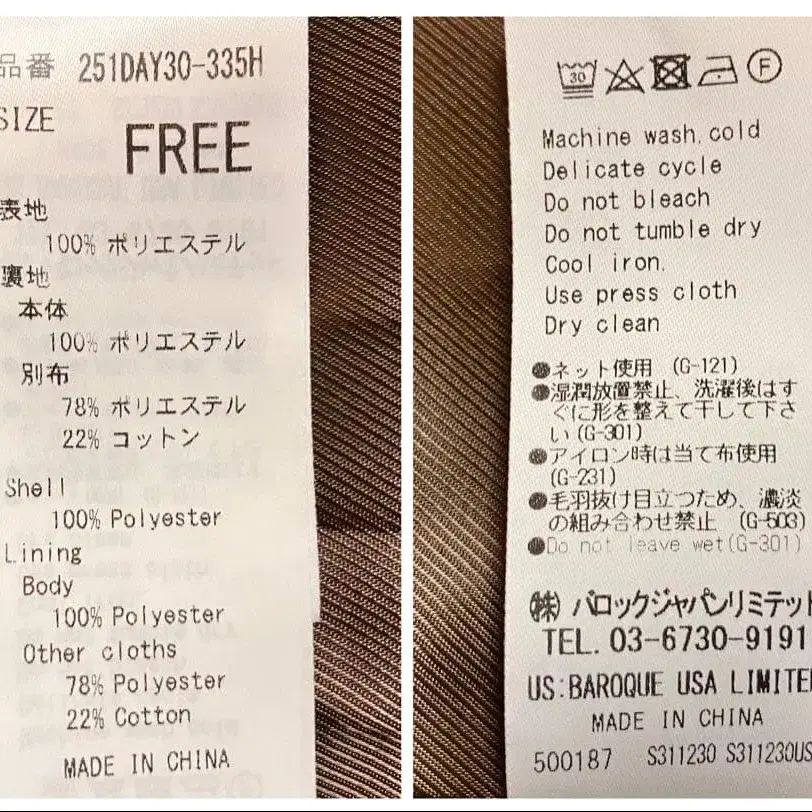 品番 251DAY30-335H
SIZE
FREE
表地
100% ポリエステル
裏地
本体
100% ポリエステル
別布
78% ポリエステル
22% コットン
Shell
100% Polyester
Lining
Body
100% Polyester
Other cloths
78% Polyester
22% Cotton
MADE IN CHINA
30
F
Machine wash,cold
Delicate cycle
Do not bleach
Do not tumble dry
Cool iron.
Use press cloth
Dry clean
●ネット使用 (G-121)
●湿潤放置禁止、洗濯後はす
ぐに形を整えて干して下さ
い(G-301)
●アイロン時は当て布使用
(G-231)
●毛羽抜け目立つため、濃淡
の組み合わせ禁止 (G-503)
●Do not leave wet(G-301)
㈱ バロックジャパンリミテット
TEL. 03-6730-9191
US:BAROQUE USA LIMITE
MADE IN CHINA
500187 S311230 S311230US